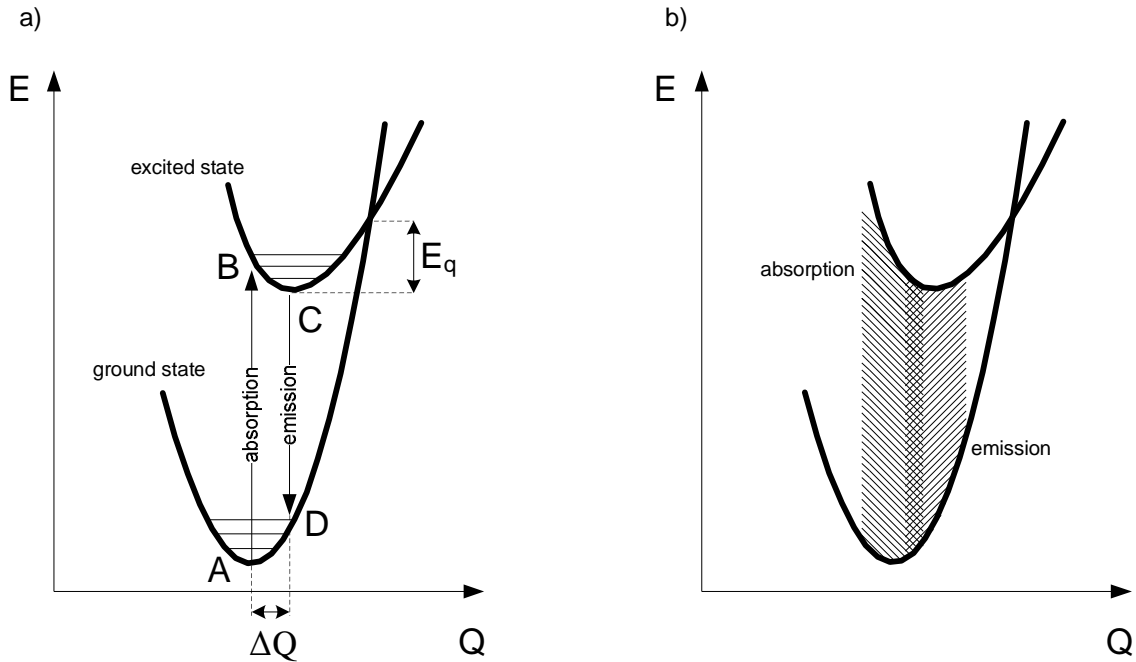 a)
E
excited state
B
E_q
C
ground state
absorption
emission
A
D
ΔQ
Q
b)
E
absorption
emission
Q